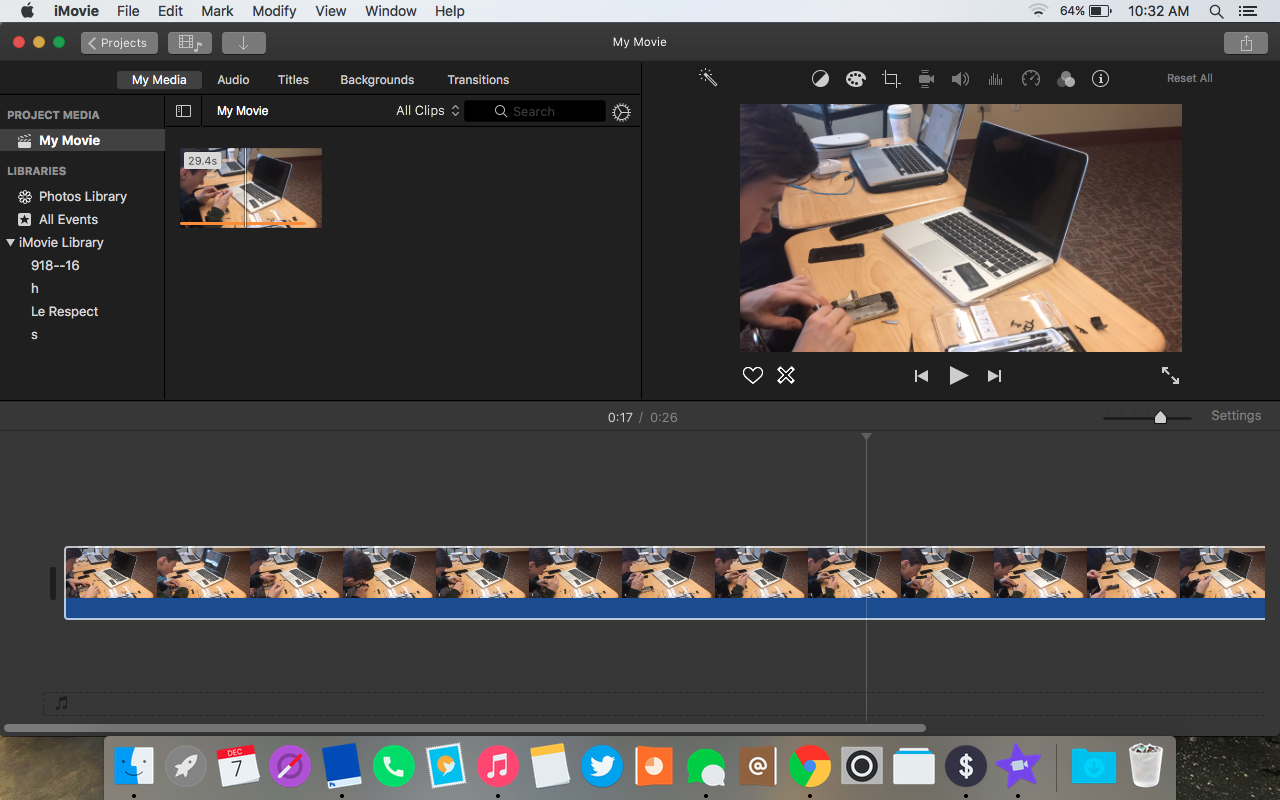 iMovie File Edit Mark Modify View Window Help 64% 10:32 AM
Projects My Movie
My Media Audio Titles Backgrounds Transitions Reset All
PROJECT MEDIA
My Movie
LIBRARIES
Photos Library
All Events
iMovie Library
918--16
h
Le Respect
s
My Movie All Clips Search
29.4s
0:17 / 0:26 Settings
DEC
7
Ps
@
$